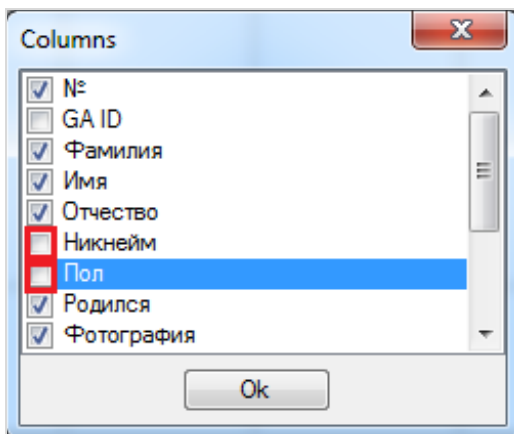 Columns
№
GA ID
Фамилия
Имя
Отчество
Никнейм
Пол
Родился
Фотография
Ok